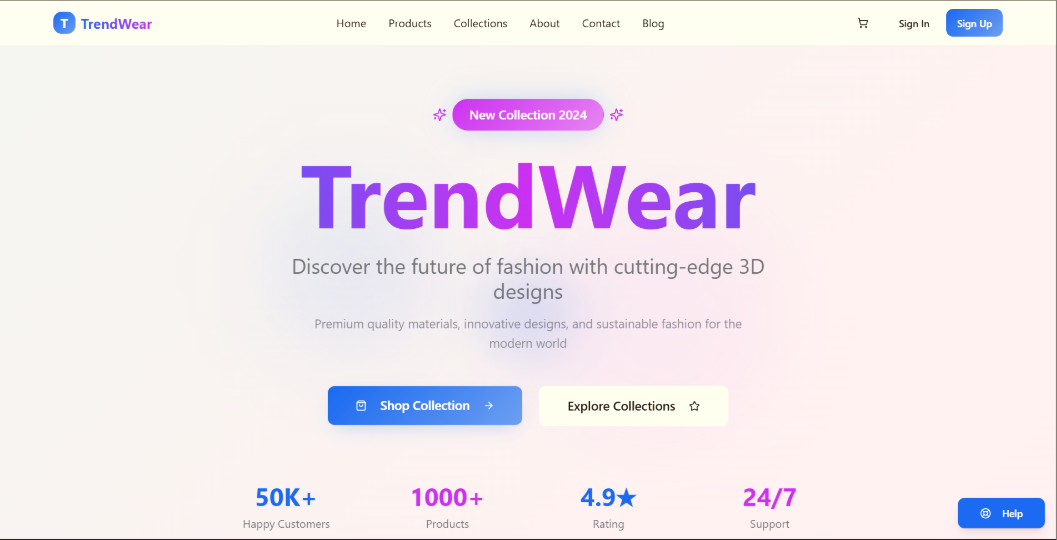 T TrendWear
Home Products Collections About Contact Blog
Sign In Sign Up
New Collection 2024
TrendWear
Discover the future of fashion with cutting-edge 3D
designs
Premium quality materials, innovative designs, and sustainable fashion for the
modern world
Shop Collection →
Explore Collections
50K+ 1000+ 4.9★ 24/7
Happy Customers Products Rating Support
Help